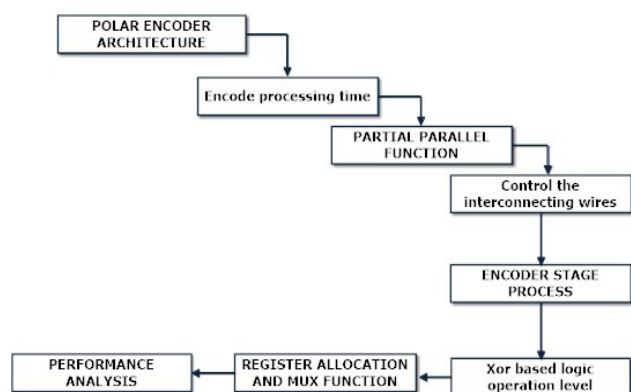 POLAR ENCODER
ARCHITECTURE
Encode processing time
PARTIAL PARALLEL
FUNCTION
Control the
interconnecting wires
ENCODER STAGE
PROCESS
Xor based logic
operation level
REGISTER ALLOCATION
AND MUX FUNCTION
PERFORMANCE
ANALYSIS